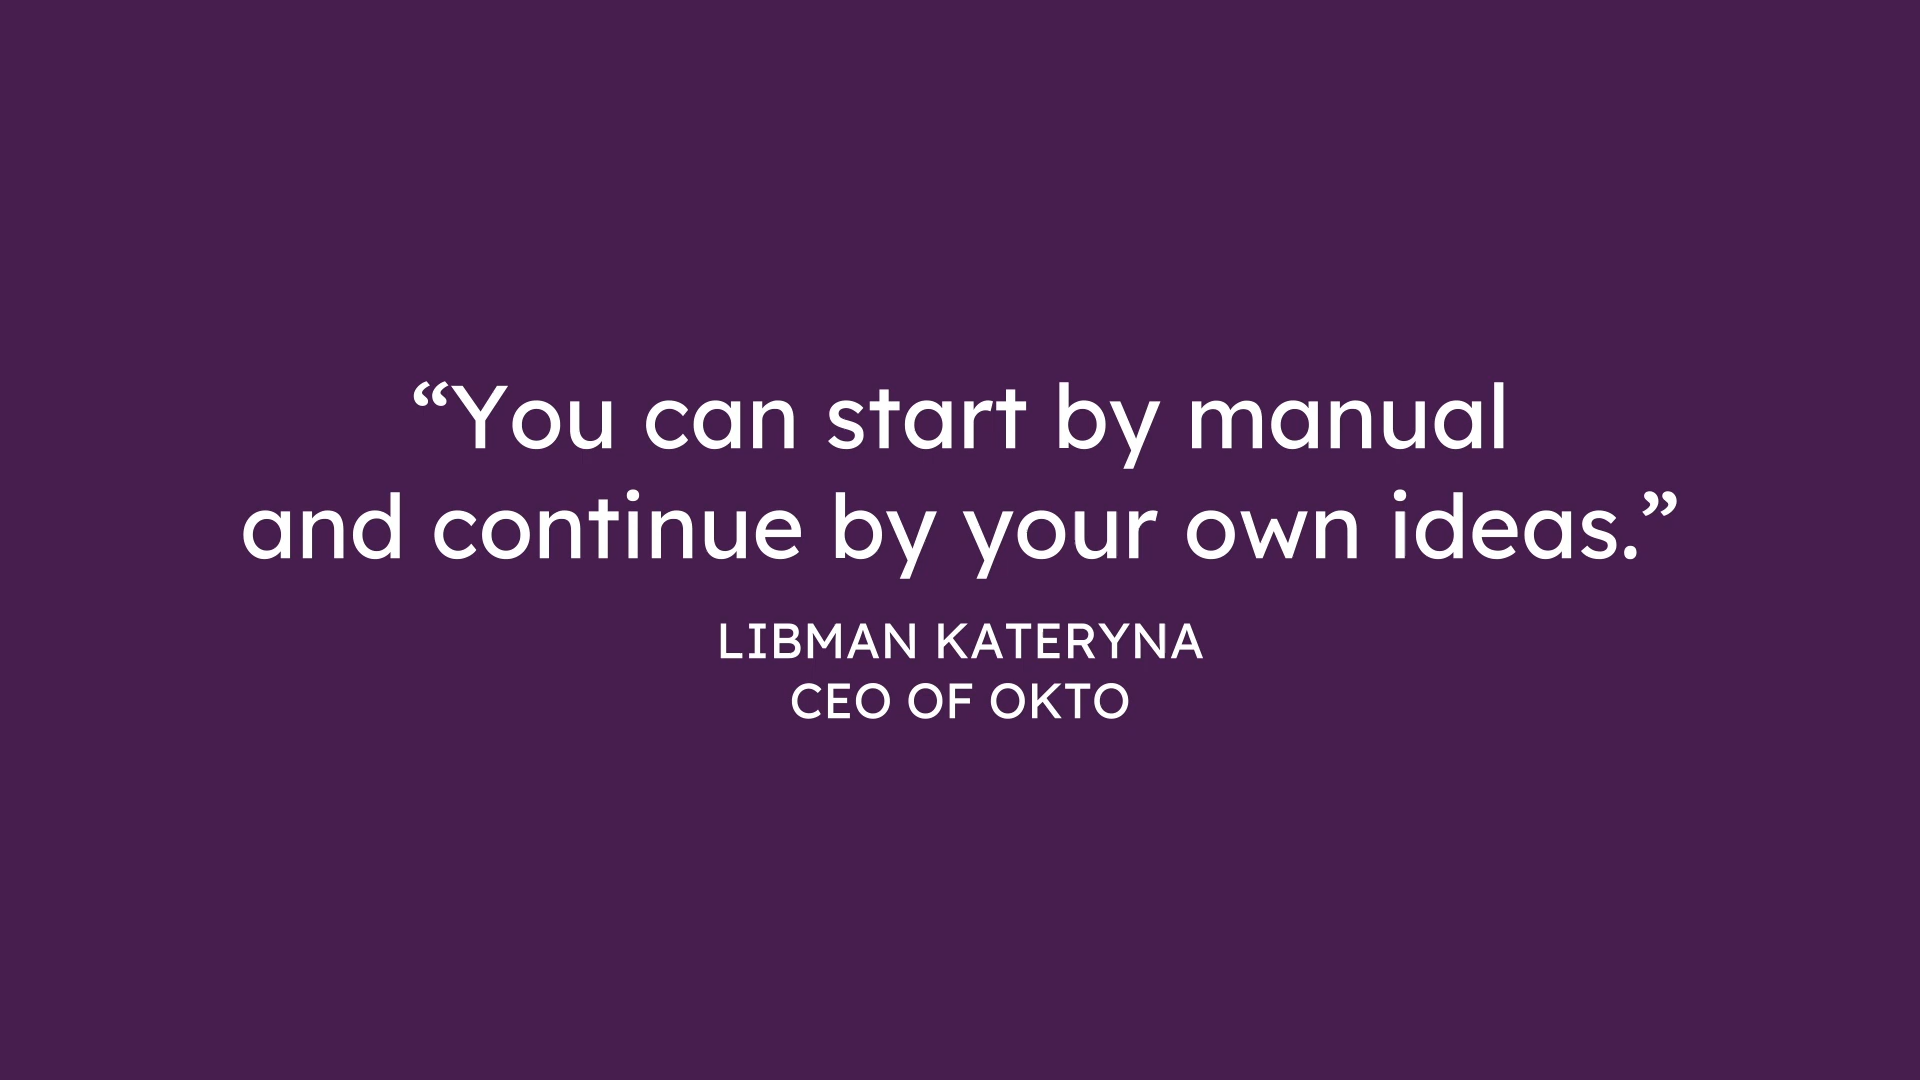 “You can start by manual
and continue by your own ideas.”
LIBMAN KATERYNA
CEO OF OKTO